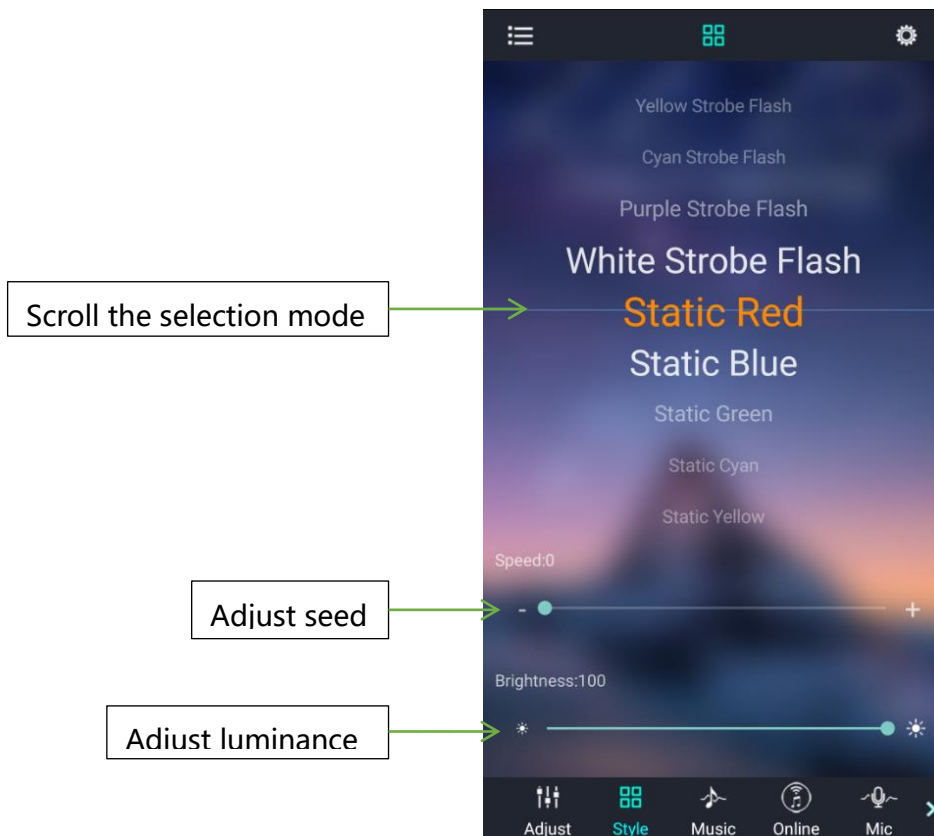 Yellow Strobe Flash
Cyan Strobe Flash
Purple Strobe Flash
White Strobe Flash
Scroll the selection mode
Static Red
Static Blue
Static Green
Static Cyan
Static Yellow
Speed:0
Adjust seed
- +
Brightness:100
Adjust luminance
Adjust Style Music Online Mic